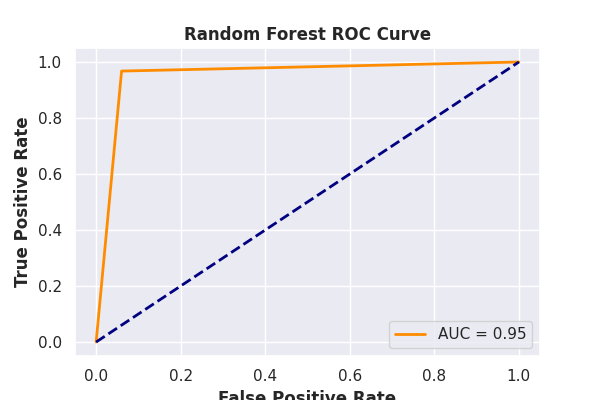 Random Forest ROC Curve
1.0
0.8
0.6
0.4
0.2
0.0
True Positive Rate
AUC = 0.95
0.0 0.2 0.4 0.6 0.8 1.0
False Positive Rate